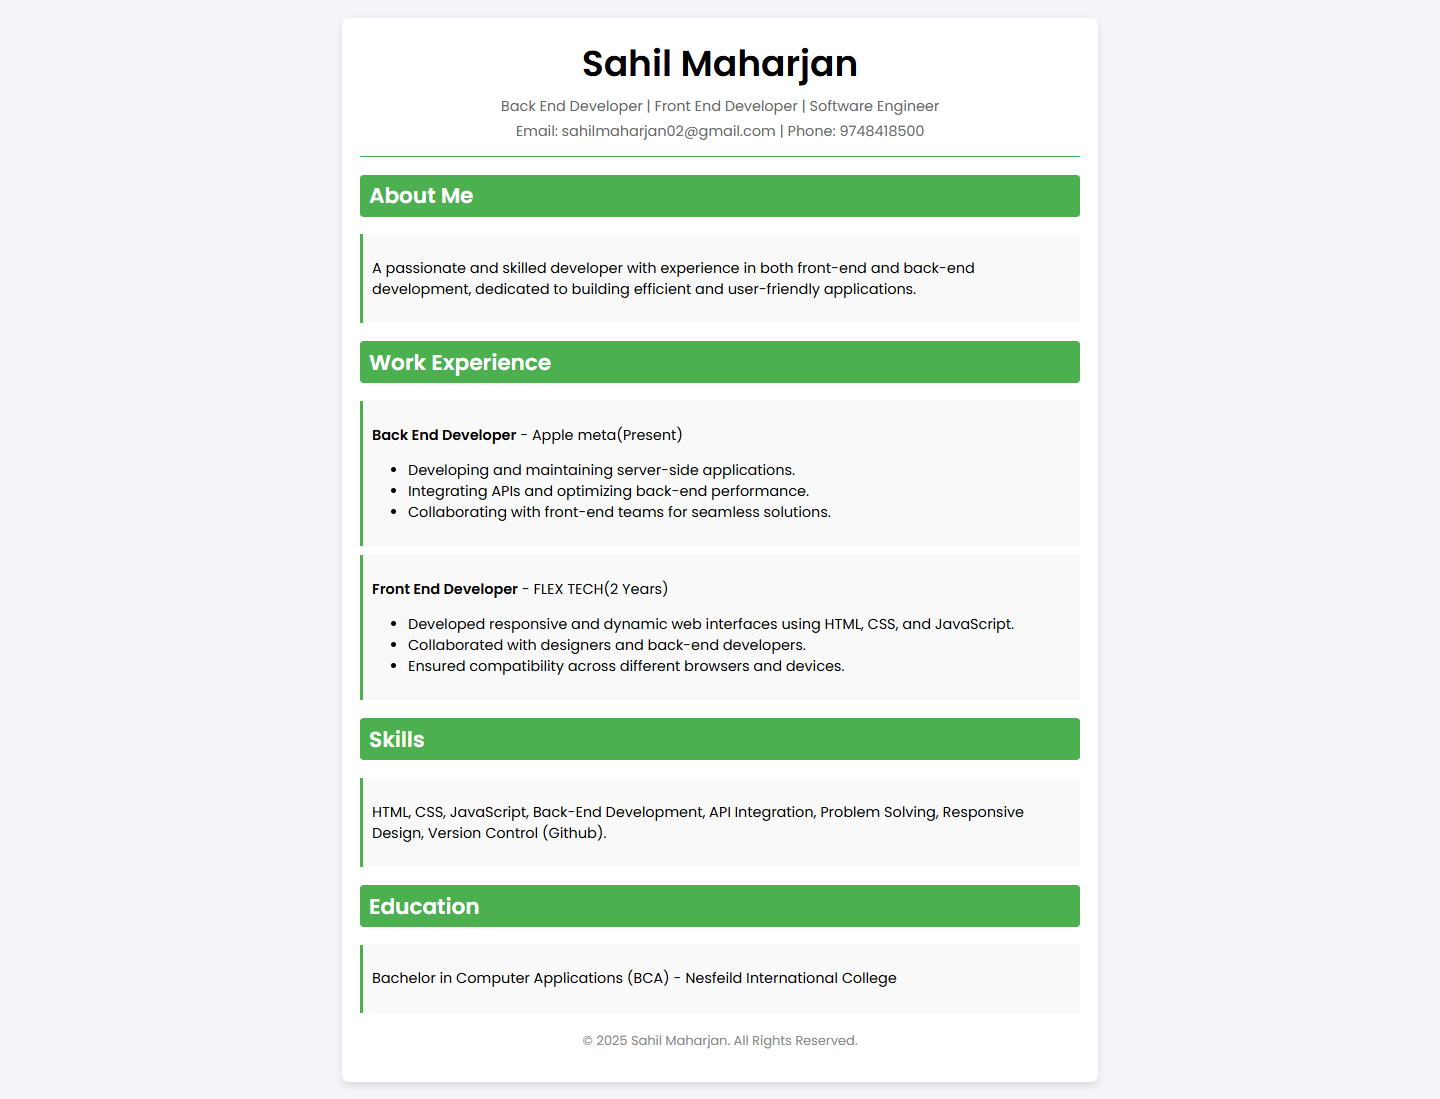 Sahil Maharjan
Back End Developer | Front End Developer | Software Engineer
Email: sahilmaharjan02@gmail.com | Phone: 9748418500
About Me
A passionate and skilled developer with experience in both front-end and back-end
development, dedicated to building efficient and user-friendly applications.
Work Experience
Back End Developer - Apple meta(Present)
• Developing and maintaining server-side applications.
• Integrating APIs and optimizing back-end performance.
• Collaborating with front-end teams for seamless solutions.
Front End Developer - FLEX TECH(2 Years)
• Developed responsive and dynamic web interfaces using HTML, CSS, and JavaScript.
• Collaborated with designers and back-end developers.
• Ensured compatibility across different browsers and devices.
Skills
HTML, CSS, JavaScript, Back-End Development, API Integration, Problem Solving, Responsive
Design, Version Control (Github).
Education
Bachelor in Computer Applications (BCA) - Nesfeild International College
© 2025 Sahil Maharjan. All Rights Reserved.